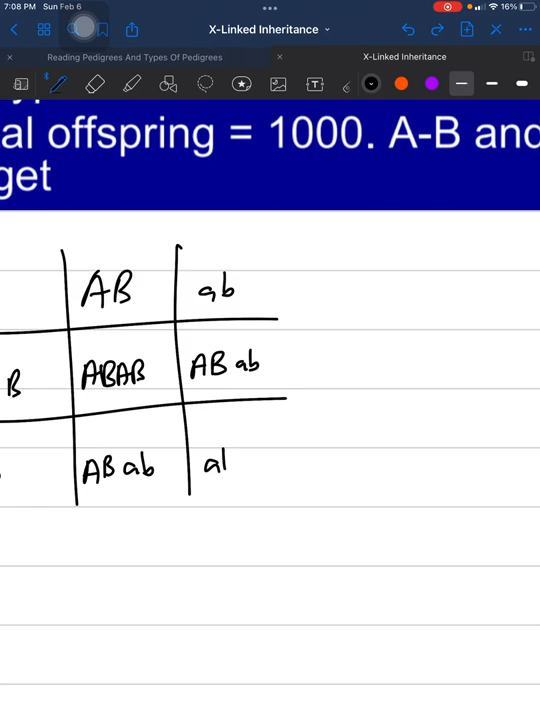 7:08 PM Sun Feb 6
16%
X-Linked Inheritance
Reading Pedigrees And Types Of Pedigrees
X-Linked Inheritance
al offspring = 1000. A-B and
get
AB ab
B ABAB AB ab
AB ab al